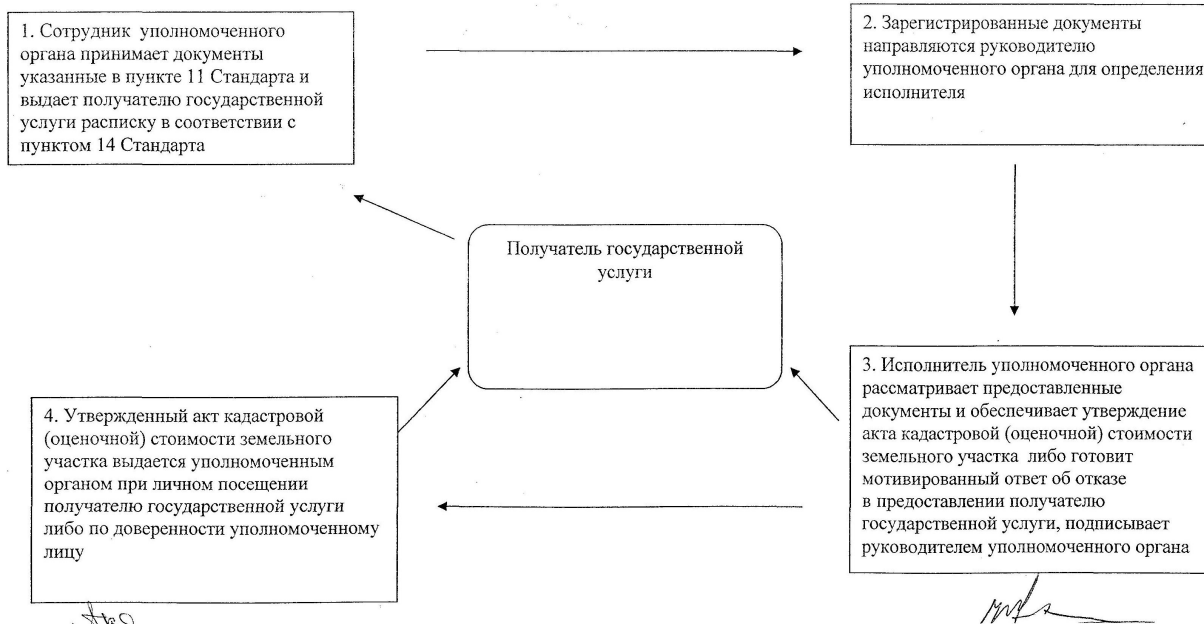 1. Сотрудник уполномоченного
органа принимает документы
указанные в пункте 11 Стандарта и
выдает получателю государственной
услуги расписку в соответствии с
пунктом 14 Стандарта
2. Зарегистрированные документы
направляются руководителю
уполномоченного органа для определения
исполнителя
Получатель государственной
услуги
3. Исполнитель уполномоченного органа
рассматривает предоставленные
документы и обеспечивает утверждение
акта кадастровой (оценочной) стоимости
земельного участка либо готовит
мотивированный ответ об отказе
в предоставлении получателю
государственной услуги, подписывает
руководителем уполномоченного органа
4. Утвержденный акт кадастровой
(оценочной) стоимости земельного
участка выдается уполномоченным
органом при личном посещении
получателю государственной услуги
либо по доверенности уполномоченному
лицу